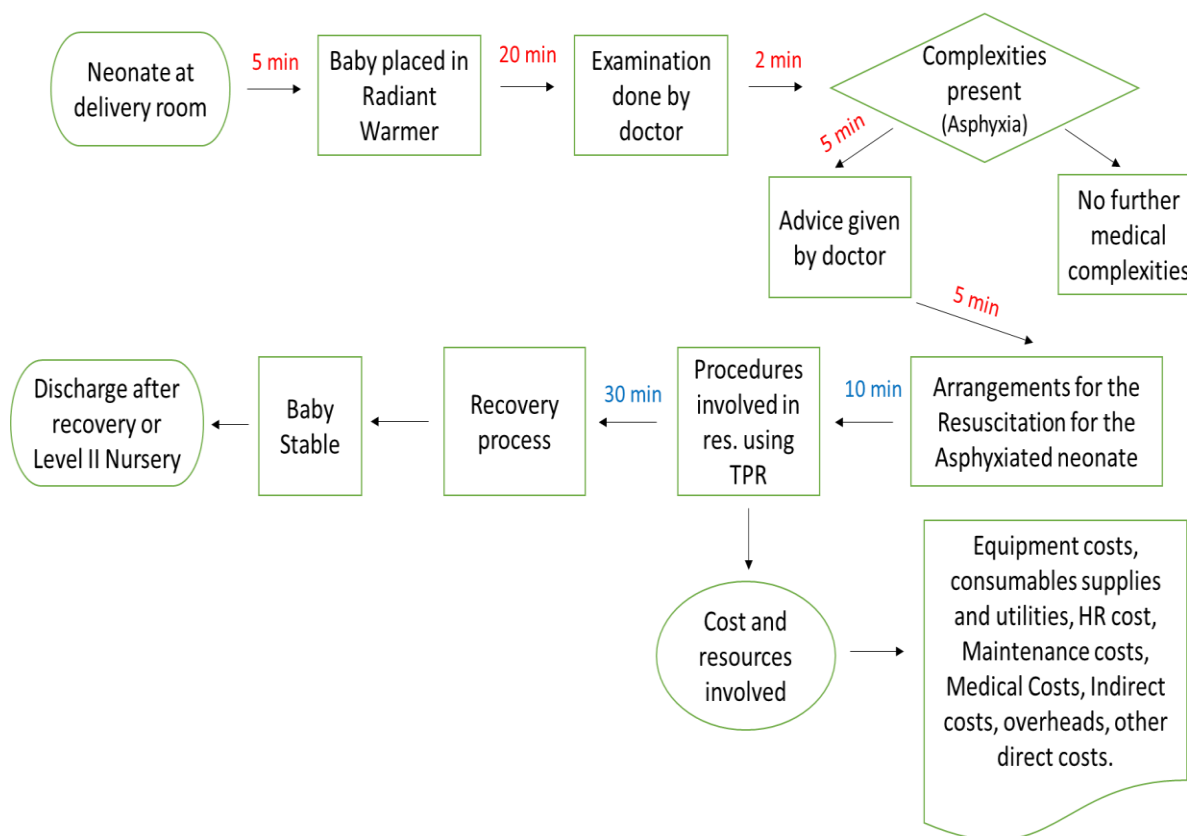 Neonate at
delivery room
5 min
Baby placed in
Radiant
Warmer
20 min
Examination
done by
doctor
2 min
Complexities
present
(Asphyxia)
5 min
Advice given
by doctor
No further
medical
complexities
5 min
Arrangements for the
Resuscitation for the
Asphyxiated neonate
10 min
Procedures
involved in
res. using
TPR
30 min
Recovery
process
Baby
Stable
Discharge after
recovery or
Level II Nursery
Cost and
resources
involved
Equipment costs,
consumables supplies
and utilities, HR cost,
Maintenance costs,
Medical Costs, Indirect
costs, overheads, other
direct costs.